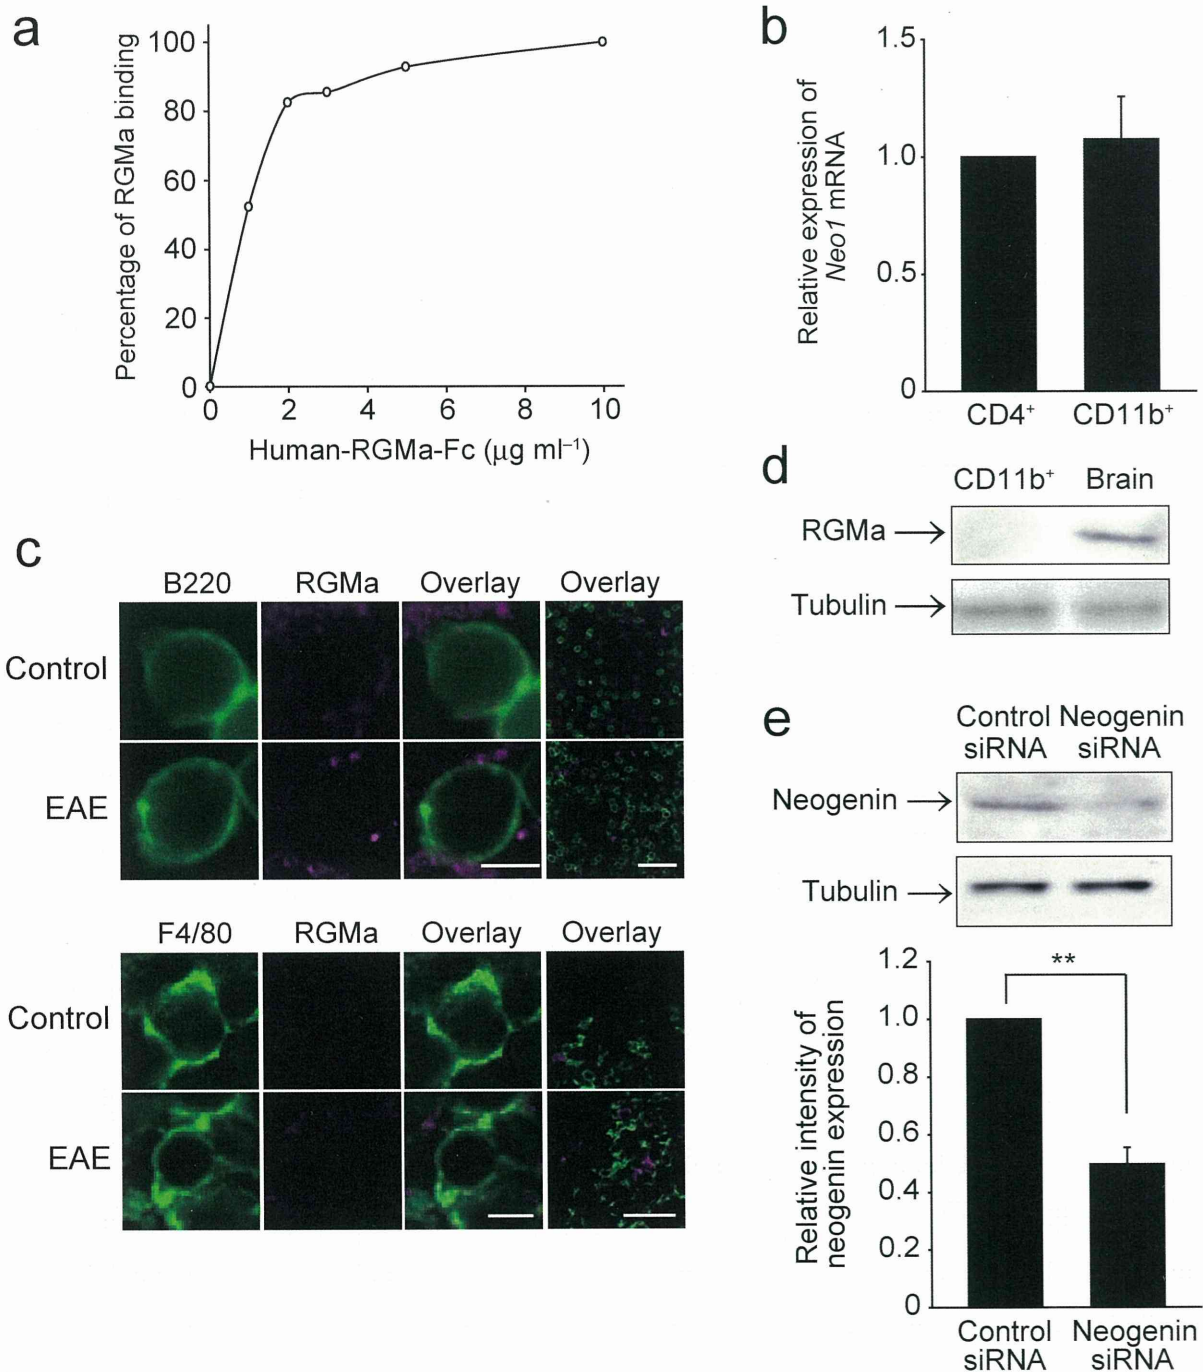 a
Percentage of RGMa binding
100
80
60
40
20
0
0 2 4 6 8 10
Human-RGMa-Fc (μg ml⁻¹)
b
Relative expression of
Neo1 mRNA
1.5
1.0
0.5
0
CD4⁺ CD11b⁺
c
B220 RGMa Overlay Overlay
Control
EAE
F4/80 RGMa Overlay Overlay
Control
EAE
d
CD11b⁺ Brain
RGMa
Tubulin
e
Control Neogenin
siRNA siRNA
Neogenin
Tubulin
Relative intensity of
neogenin expression
1.2
1.0
0.8
0.6
0.4
0.2
0
**
Control Neogenin
siRNA siRNA